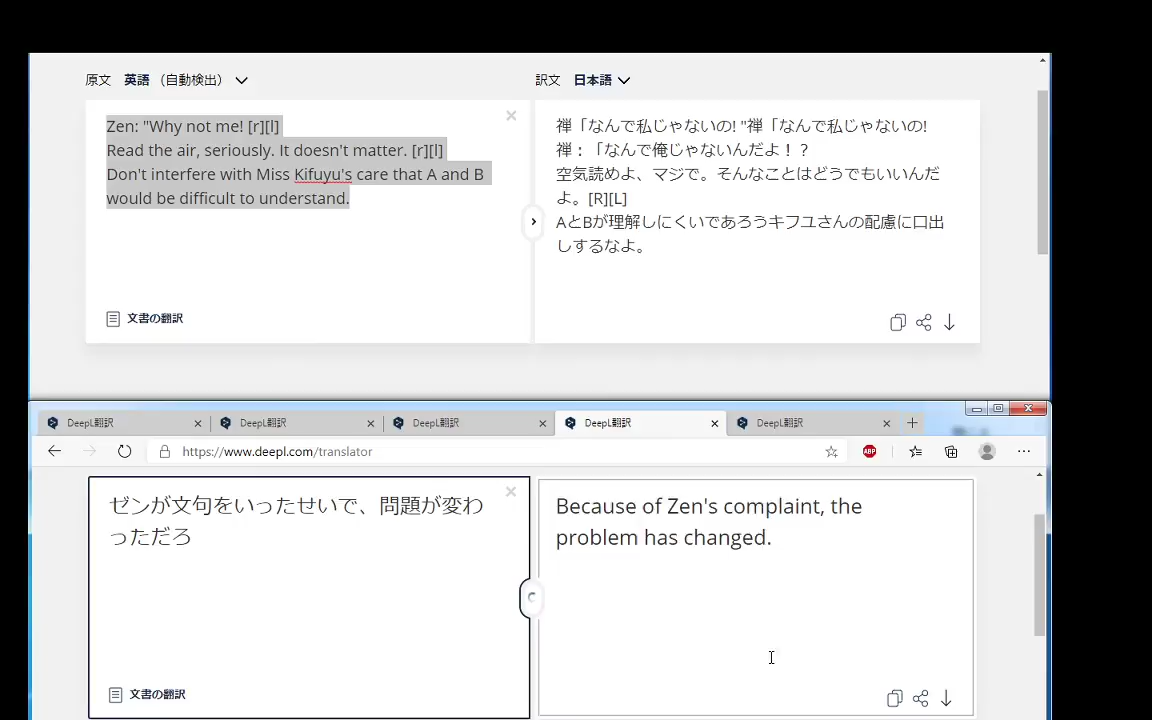 原文 英語 (自動検出)
訳文 日本語
Zen: "Why not me! [r][l]
Read the air, seriously. It doesn't matter. [r][l]
Don't interfere with Miss Kifuyu's care that A and B
would be difficult to understand.
文書の翻訳
禅「なんで私じゃないの! "禅「なんで私じゃないの!
禅：「なんで俺じゃないんだよ！？
空気読めよ、マジで。そんなことはどうでもいいんだ
よ。[R][L]
AとBが理解しにくいであろうキフユさんの配慮に口出
しするなよ。
DeepL翻訳 DeepL翻訳 DeepL翻訳 DeepL翻訳 DeepL翻訳
https://www.deepl.com/translator
ABP
ゼンが文句をいったせいで、問題が変わ
っただろ
文書の翻訳
Because of Zen's complaint, the
problem has changed.